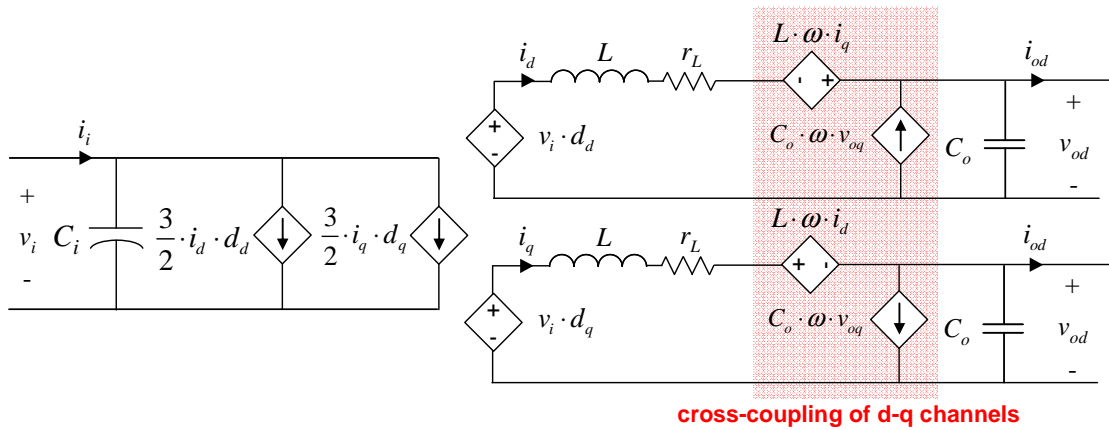 i_i
+
v_i
-
C_i
3/2 · i_d · d_d
3/2 · i_q · d_q
i_d
L
r_L
L · ω · i_q
- +
i_od
+
-
v_i · d_d
C_o · ω · v_oq
C_o
+
v_od
-
i_q
L
r_L
L · ω · i_d
+ -
i_od
+
-
v_i · d_q
C_o · ω · v_oq
C_o
+
v_od
-
cross-coupling of d-q channels